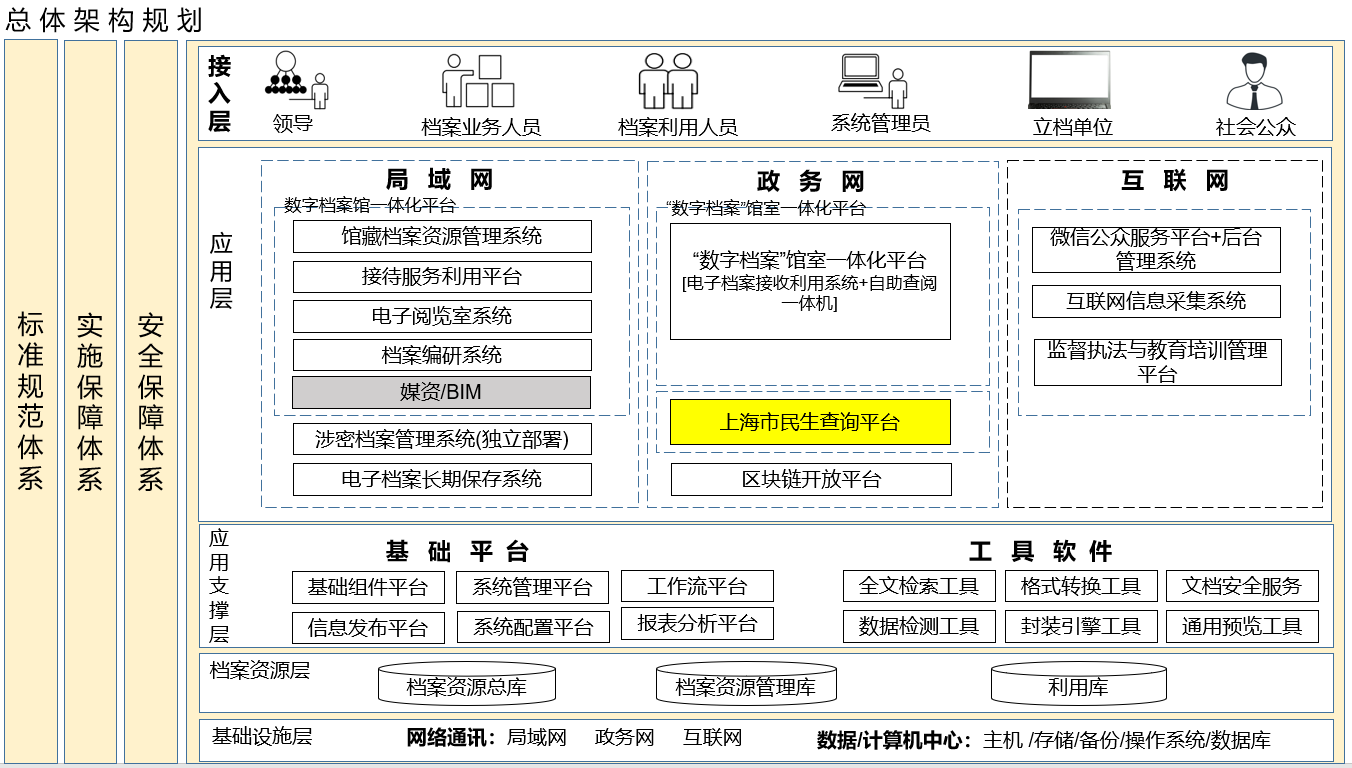 总体架构规划
标准规范体系
实施保障体系
安全保障体系
接入层
领导
档案业务人员
档案利用人员
系统管理员
立档单位
社会公众
应用层
局域网
数字档案馆一体化平台
馆藏档案资源管理系统
接待服务利用平台
电子阅览室系统
档案编研系统
媒资/BIM
涉密档案管理系统(独立部署)
电子档案长期保存系统
政务网
“数字档案”馆室一体化平台
“数字档案”馆室一体化平台
[电子档案接收利用系统+自助查阅
一体机]
上海市民生查询平台
区块链开放平台
互联网
微信公众服务平台+后台
管理系统
互联网信息采集系统
监督执法与教育培训管理
平台
应用支撑层
基础平台
基础组件平台
系统管理平台
工作流平台
信息发布平台
系统配置平台
报表分析平台
工具软件
全文检索工具
格式转换工具
文档安全服务
数据检测工具
封装引擎工具
通用预览工具
档案资源层
档案资源总库
档案资源管理库
利用库
基础设施层
网络通讯：局域网 政务网 互联网
数据/计算机中心：主机 /存储/备份/操作系统/数据库